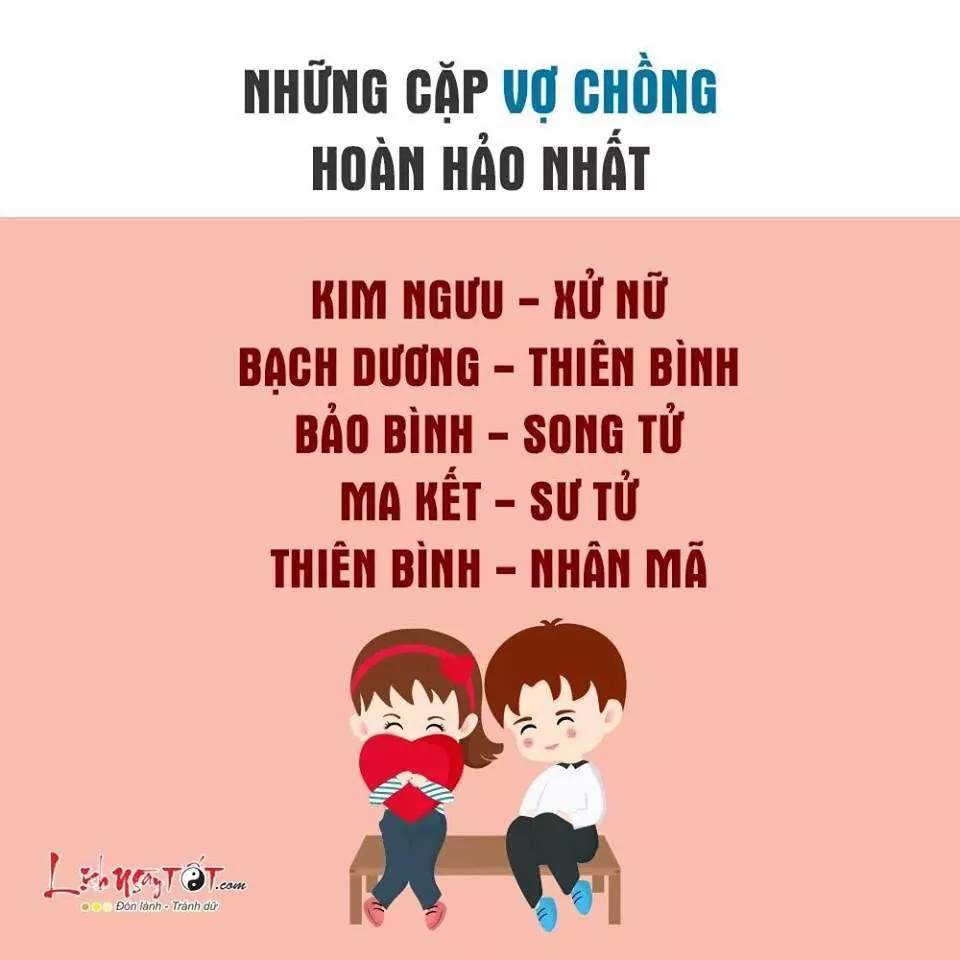 NHỮNG CẶP VỢ CHỒNG
HOÀN HẢO NHẤT
KIM NGƯU – XỬ NỮ
BẠCH DƯƠNG – THIÊN BÌNH
BẢO BÌNH – SONG TỬ
MA KẾT – SƯ TỬ
THIÊN BÌNH – NHÂN MÃ
LịchNgayTỐT.com
Đón lành - Tránh dữ